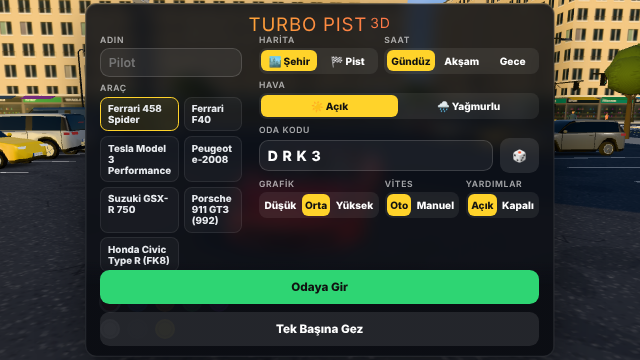 TURBO PIST 3D
ADIN
Pilot
ARAÇ
Ferrari 458
Spider
Ferrari
F40
Tesla Model
3
Performance
Peugeot
e-2008
Suzuki GSX-
R 750
Porsche
911 GT3
(992)
Honda Civic
Type R (FK8)
HARİTA
Şehir
Pist
SAAT
Gündüz
Akşam
Gece
HAVA
Açık
Yağmurlu
ODA KODU
DRK3
GRAFİK
Düşük
Orta
Yüksek
VİTES
Oto
Manuel
YARDIMLAR
Açık
Kapalı
Odaya Gir
Tek Başına Gez